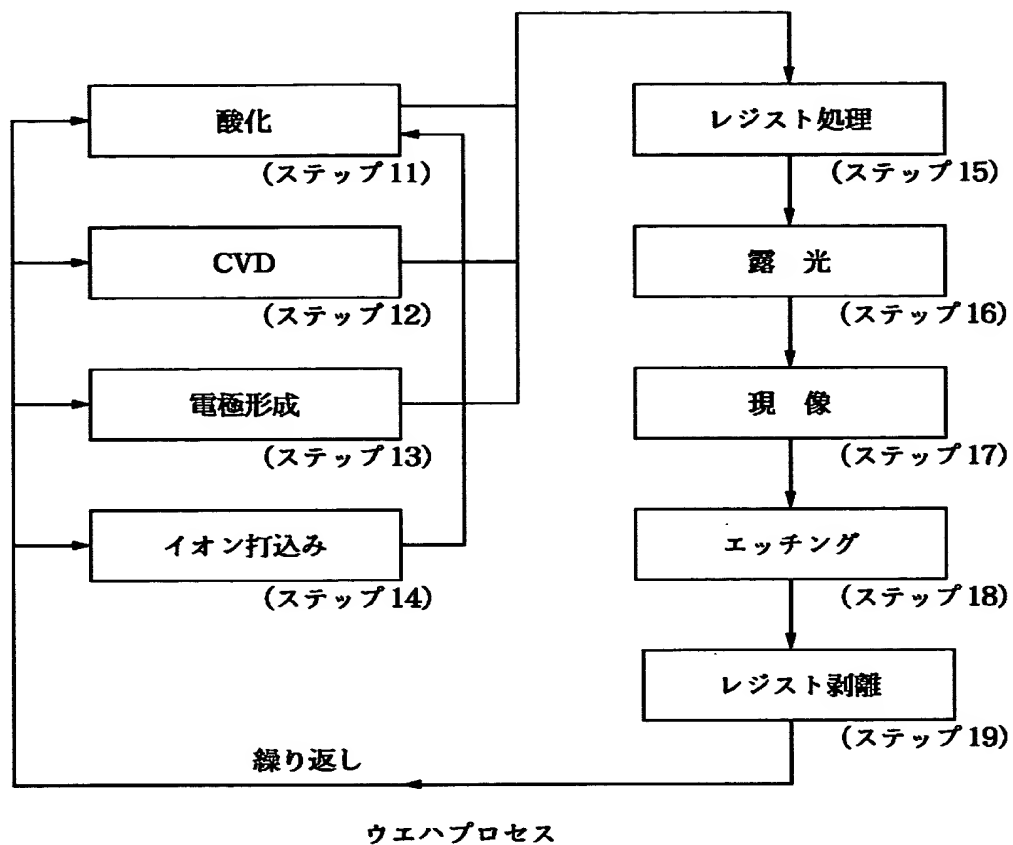 酸化
(ステップ11)
CVD
(ステップ12)
電極形成
(ステップ13)
イオン打込み
(ステップ14)
レジスト処理
(ステップ15)
露 光
(ステップ16)
現 像
(ステップ17)
エッチング
(ステップ18)
レジスト剥離
(ステップ19)
繰り返し
ウエハプロセス